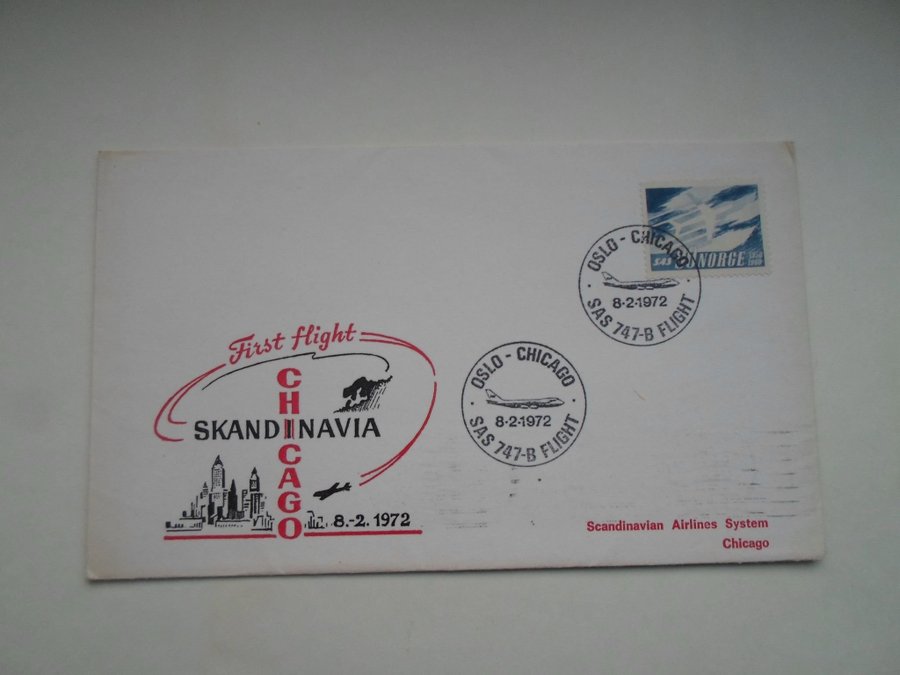 First flight
CHICAGO
SKANDINAVIA
8.-2. 1972
NORGE
OSLO - CHICAGO
8·2·1972
SAS 747-B FLIGHT
OSLO - CHICAGO
8·2·1972
SAS 747-B FLIGHT
Scandinavian Airlines System
Chicago